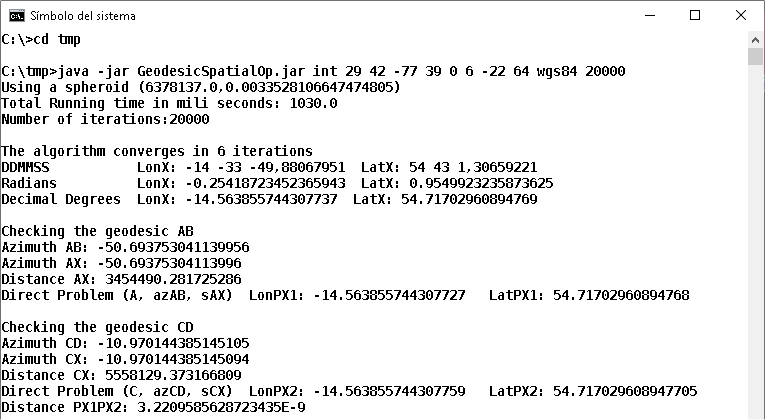 Símbolo del sistema
C:\>cd tmp
C:\tmp>java -jar GeodesicSpatialOp.jar int 29 42 -77 39 0 6 -22 64 wgs84 20000
Using a spheroid (6378137.0,0.0033528106647474805)
Total Running time in mili seconds: 1030.0
Number of iterations:20000
The algorithm converges in 6 iterations
DDMMSS LonX: -14 -33 -49,88067951 LatX: 54 43 1,30659221
Radians LonX: -0.25418723452365943 LatX: 0.9549923235873625
Decimal Degrees LonX: -14.563855744307737 LatX: 54.71702960894769
Checking the geodesic AB
Azimuth AB: -50.693753041139956
Azimuth AX: -50.69375304113996
Distance AX: 3454490.281725286
Direct Problem (A, azAB, sAX) LonPX1: -14.563855744307727 LatPX1: 54.71702960894768
Checking the geodesic CD
Azimuth CD: -10.970144385145105
Azimuth CX: -10.970144385145094
Distance CX: 5558129.373166809
Direct Problem (C, azCD, sCX) LonPX2: -14.563855744307759 LatPX2: 54.717029608947705
Distance PX1PX2: 3.2209585628723435E-9